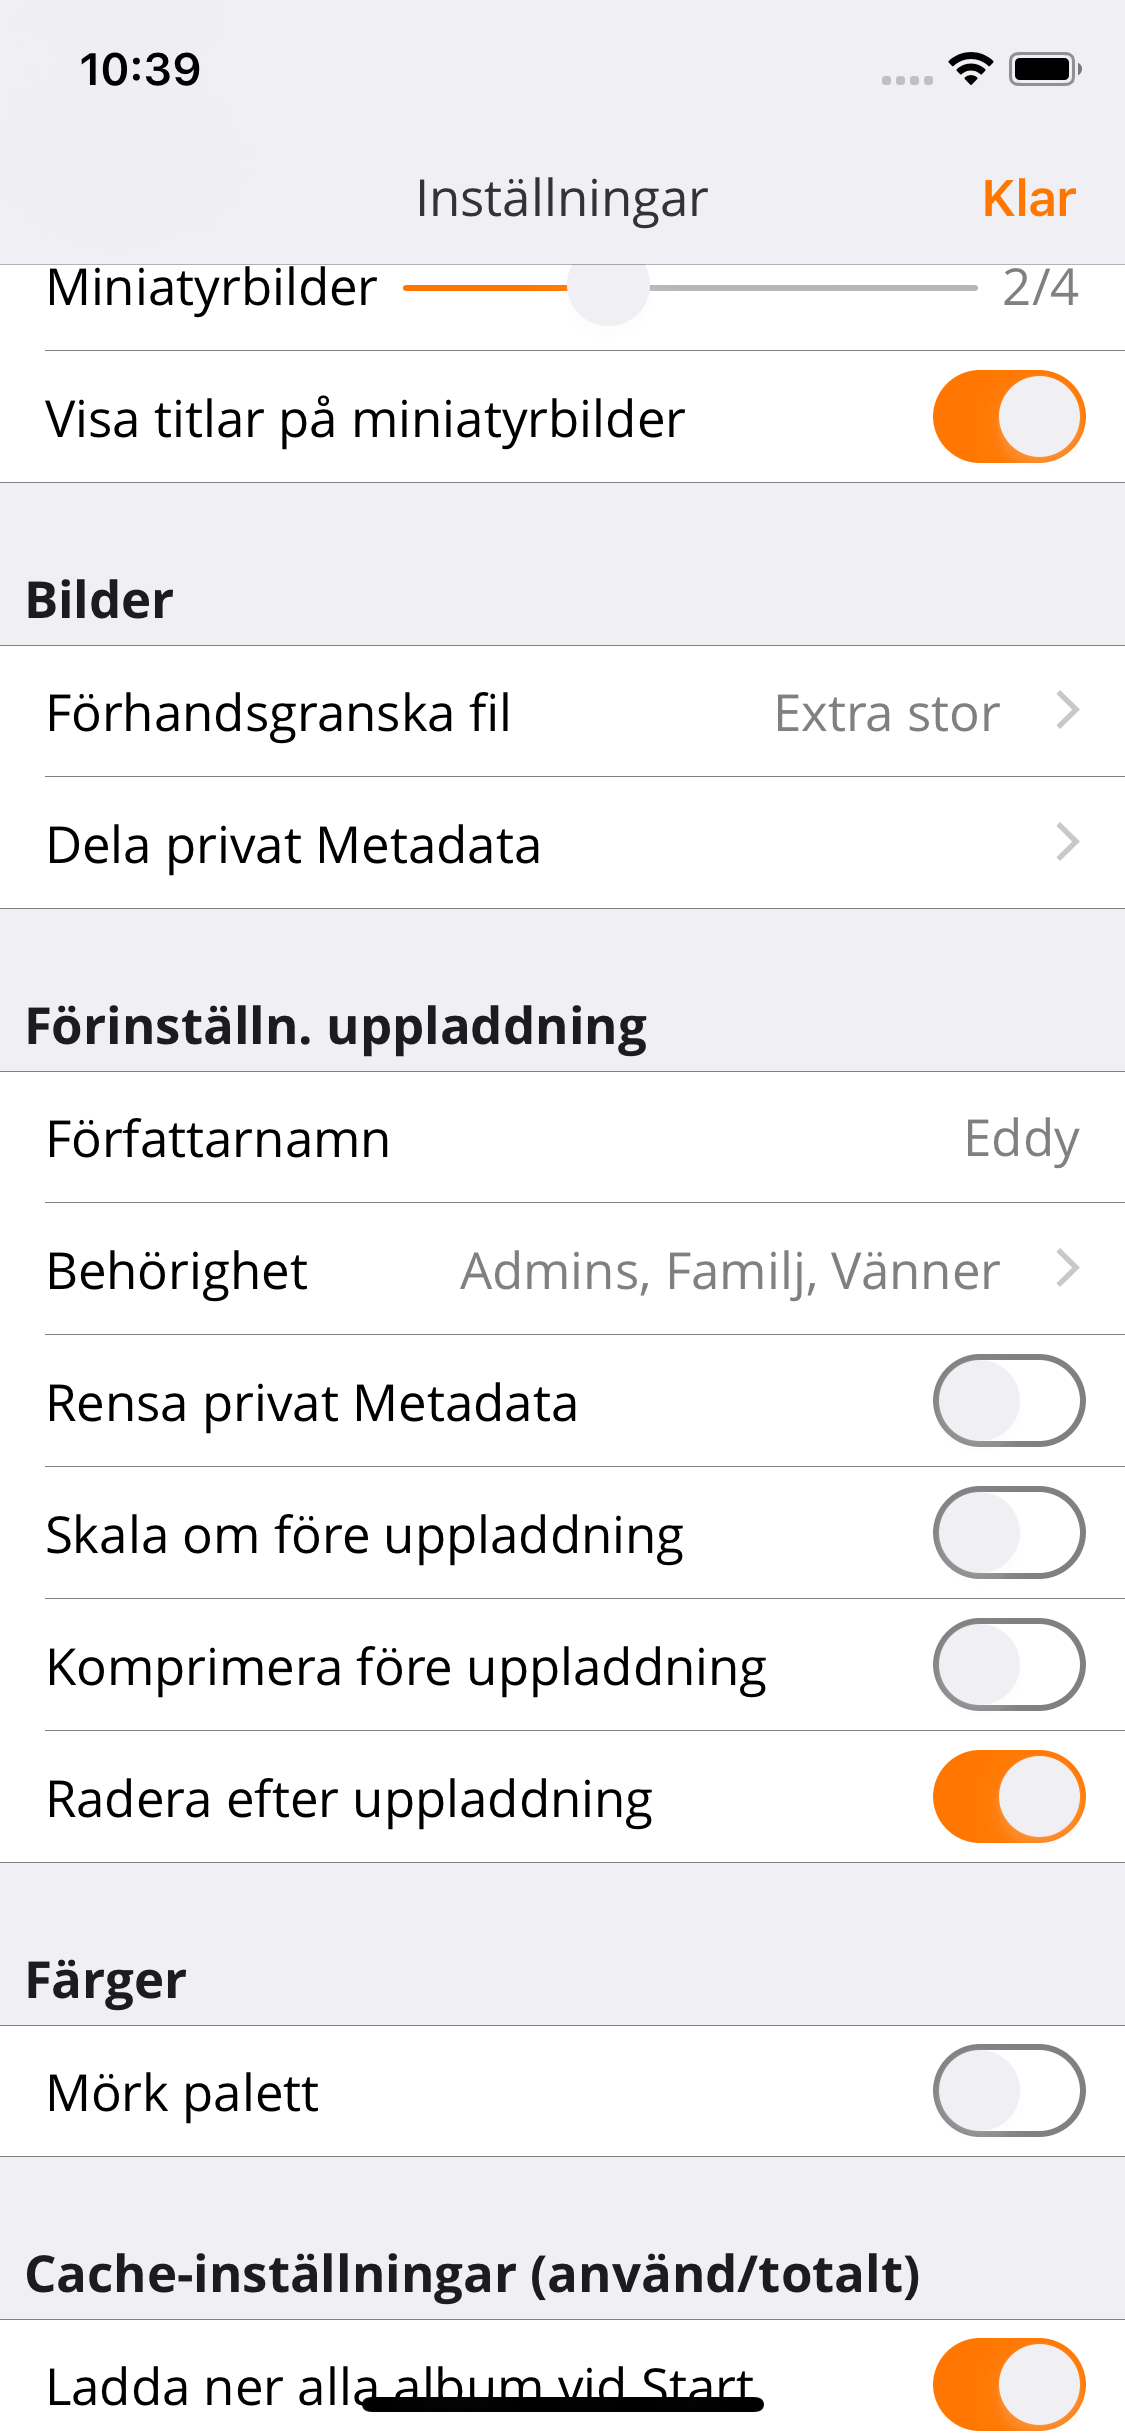 10:39
Inställningar
Klar
Miniatyrbilder
2/4
Visa titlar på miniatyrbilder
Bilder
Förhandsgranska fil
Extra stor
Dela privat Metadata
Förinställn. uppladdning
Författarnamn
Eddy
Behörighet
Admins, Familj, Vänner
Rensa privat Metadata
Skala om före uppladdning
Komprimera före uppladdning
Radera efter uppladdning
Färger
Mörk palett
Cache-inställningar (använd/totalt)
Ladda ner alla album vid Start